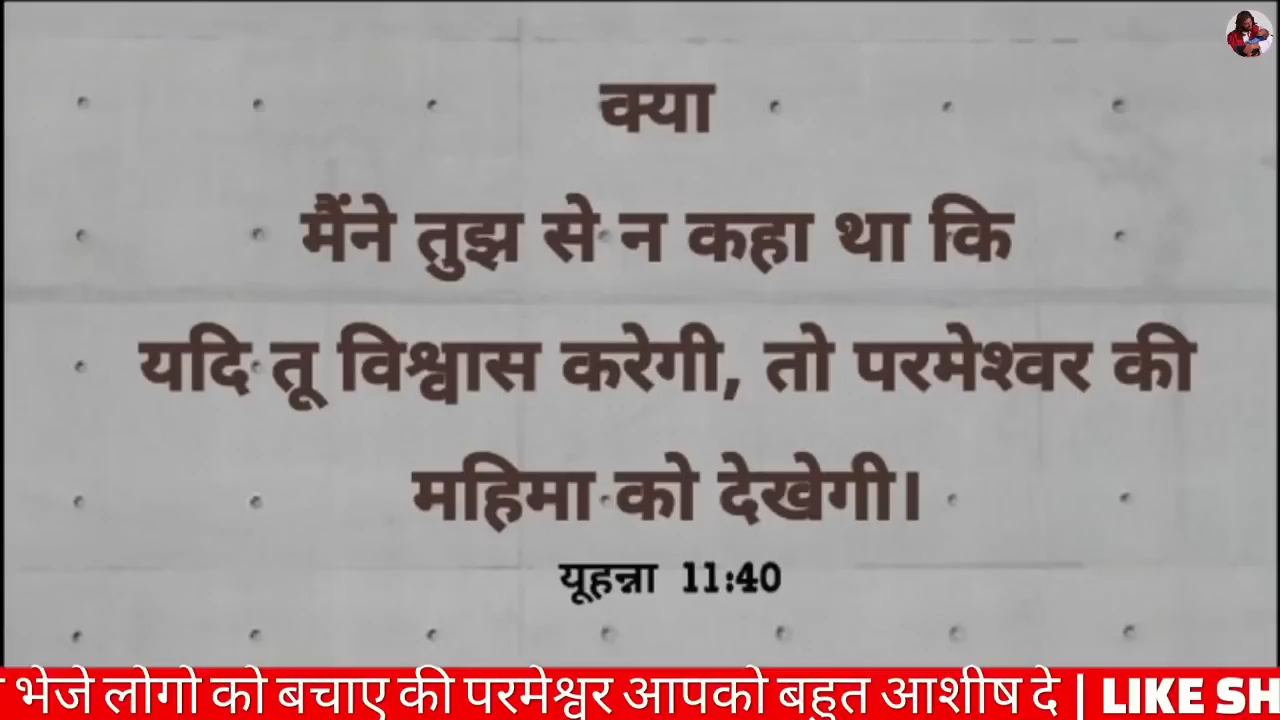 क्या
मैंने तुझ से न कहा था कि
यदि तू विश्वास करेगी, तो परमेश्वर की
महिमा को देखेगी।
यूहन्ना 11:40
भेजे लोगो को बचाए की परमेश्वर आपको बहुत आशीष दे | LIKE SH